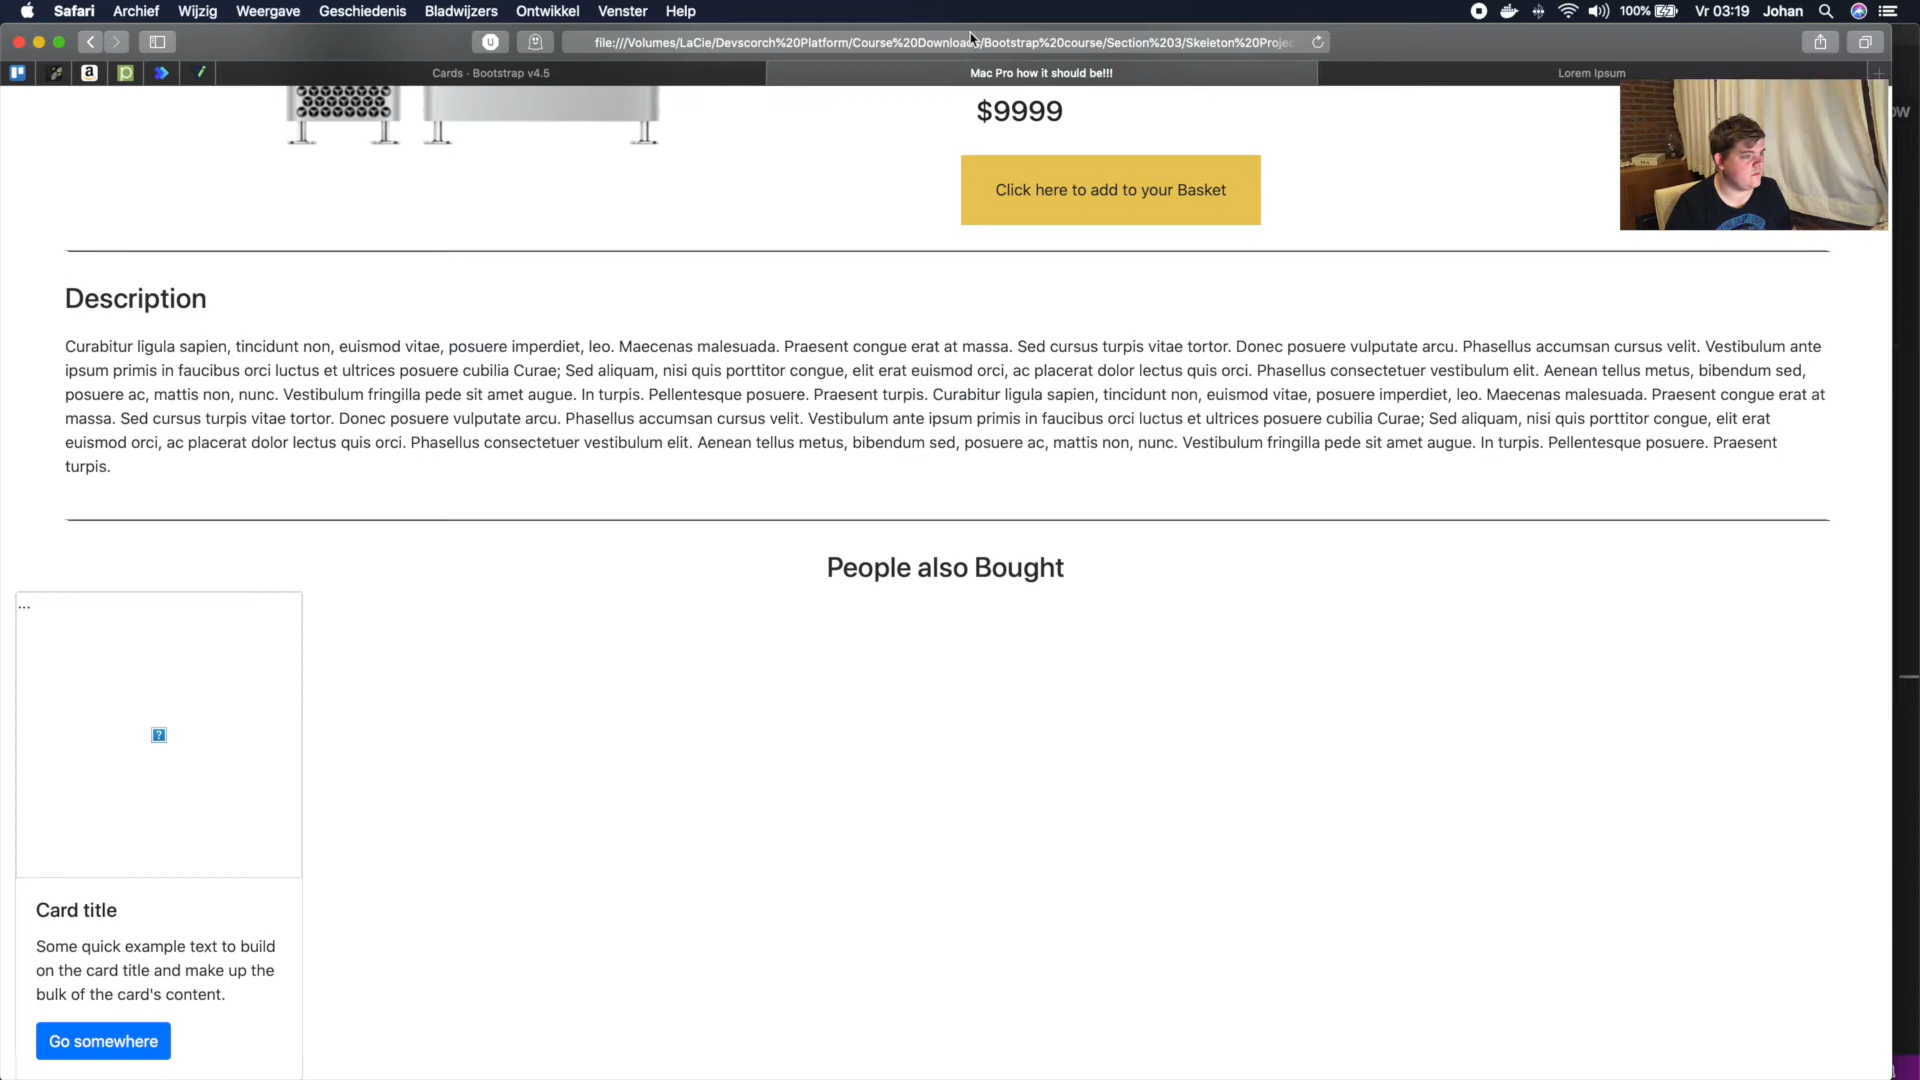 Safari Archief Wijzig Weergave Geschiedenis Bladwijzers Ontwikkel Venster Help 100% Vr 03:19 Johan
file:///Volumes/LaCie/Devscorch%20Platform/Course%20Downloads/Bootstrap%20course/Section%203/Skeleton%20Projec
Cards - Bootstrap v4.5 Mac Pro how it should be!!! Lorem Ipsum
$9999
Click here to add to your Basket
Description
Curabitur ligula sapien, tincidunt non, euismod vitae, posuere imperdiet, leo. Maecenas malesuada. Praesent congue erat at massa. Sed cursus turpis vitae tortor. Donec posuere vulputate arcu. Phasellus accumsan cursus velit. Vestibulum ante
ipsum primis in faucibus orci luctus et ultrices posuere cubilia Curae; Sed aliquam, nisi quis porttitor congue, elit erat euismod orci, ac placerat dolor lectus quis orci. Phasellus consectetuer vestibulum elit. Aenean tellus metus, bibendum sed,
posuere ac, mattis non, nunc. Vestibulum fringilla pede sit amet augue. In turpis. Pellentesque posuere. Praesent turpis. Curabitur ligula sapien, tincidunt non, euismod vitae, posuere imperdiet, leo. Maecenas malesuada. Praesent congue erat at
massa. Sed cursus turpis vitae tortor. Donec posuere vulputate arcu. Phasellus accumsan cursus velit. Vestibulum ante ipsum primis in faucibus orci luctus et ultrices posuere cubilia Curae; Sed aliquam, nisi quis porttitor congue, elit erat
euismod orci, ac placerat dolor lectus quis orci. Phasellus consectetuer vestibulum elit. Aenean tellus metus, bibendum sed, posuere ac, mattis non, nunc. Vestibulum fringilla pede sit amet augue. In turpis. Pellentesque posuere. Praesent
turpis.
People also Bought
...
Card title
Some quick example text to build
on the card title and make up the
bulk of the card's content.
Go somewhere